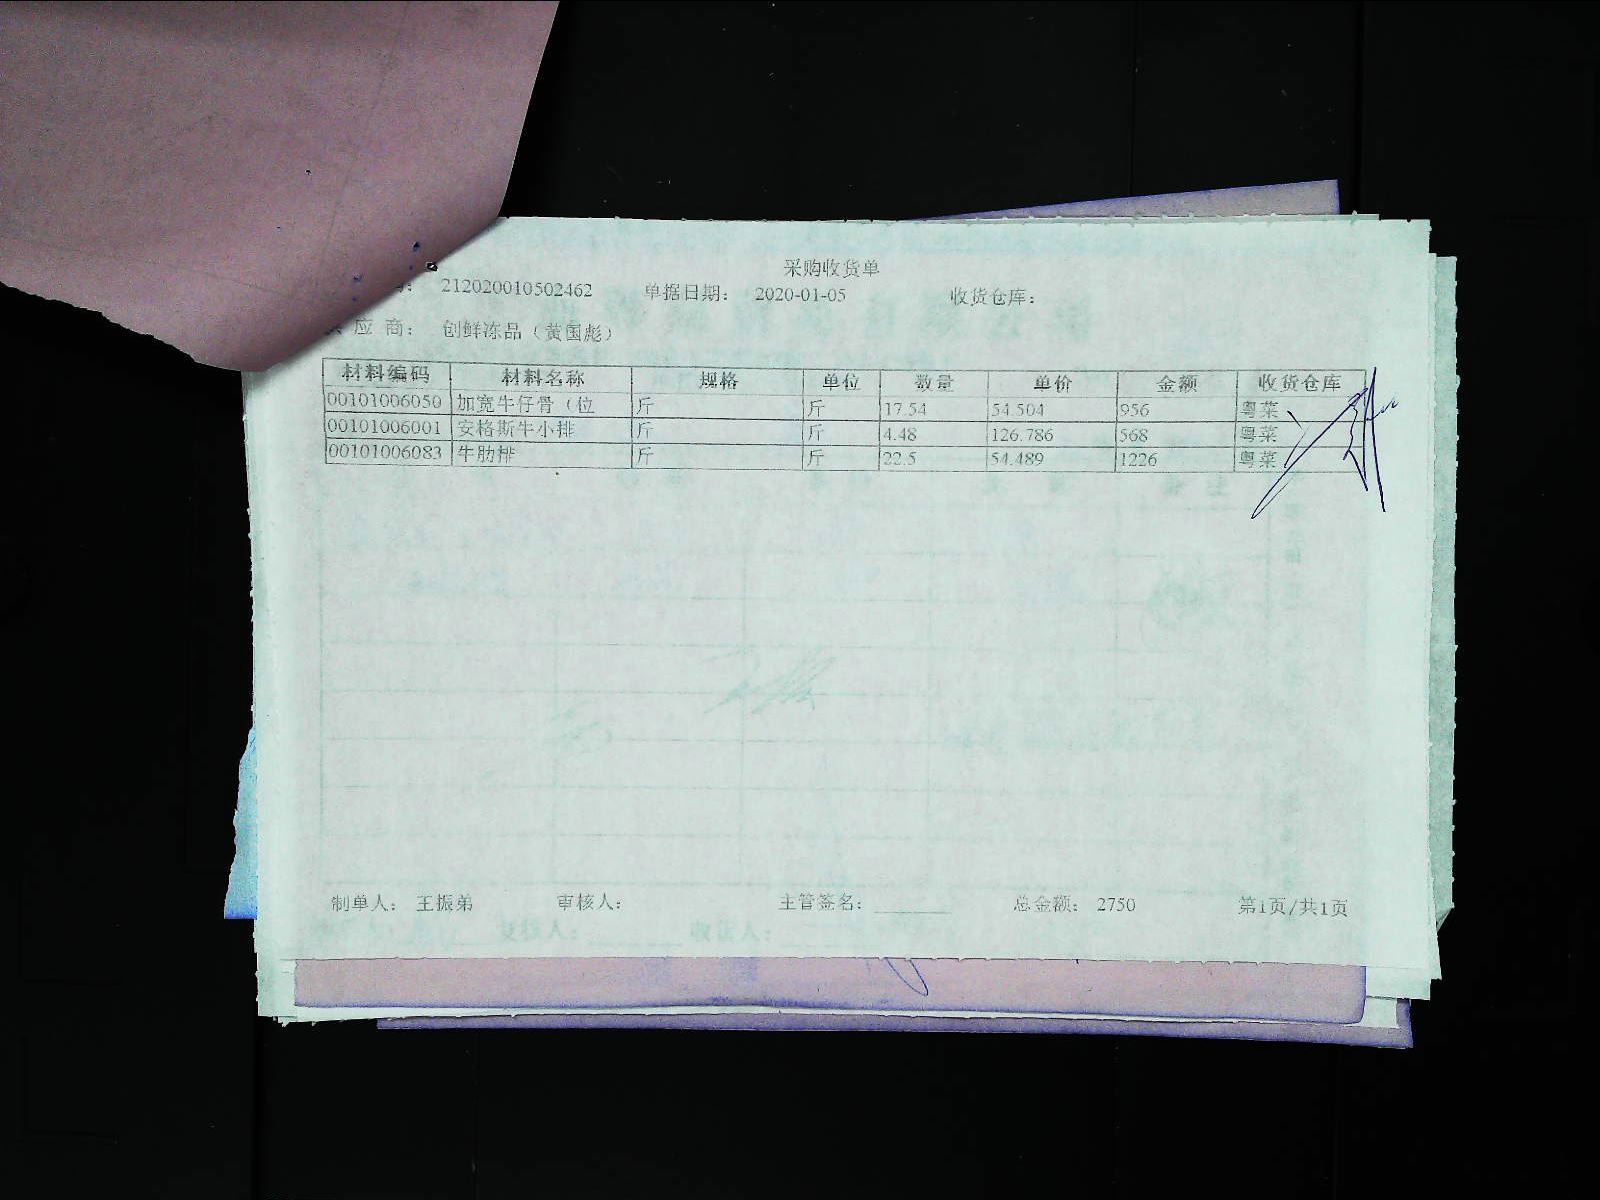 采购收货单
212020010502462 单据日期： 2020-01-05 收货仓库：
应 商： 创鲜冻品（黄国彪）
材料编码 材料名称 规格 单位 数量 单价 金额 收货仓库
00101006050 加宽牛仔骨（位 斤 斤 17.54 54.504 956 粤菜
00101006001 安格斯牛小排 斤 斤 4.48 126.786 568 粤菜
00101006083 牛肋排 斤 斤 22.5 54.489 1226 粤菜
制单人： 王振弟 审核人： 主管签名： 总金额： 2750 第1页/共1页